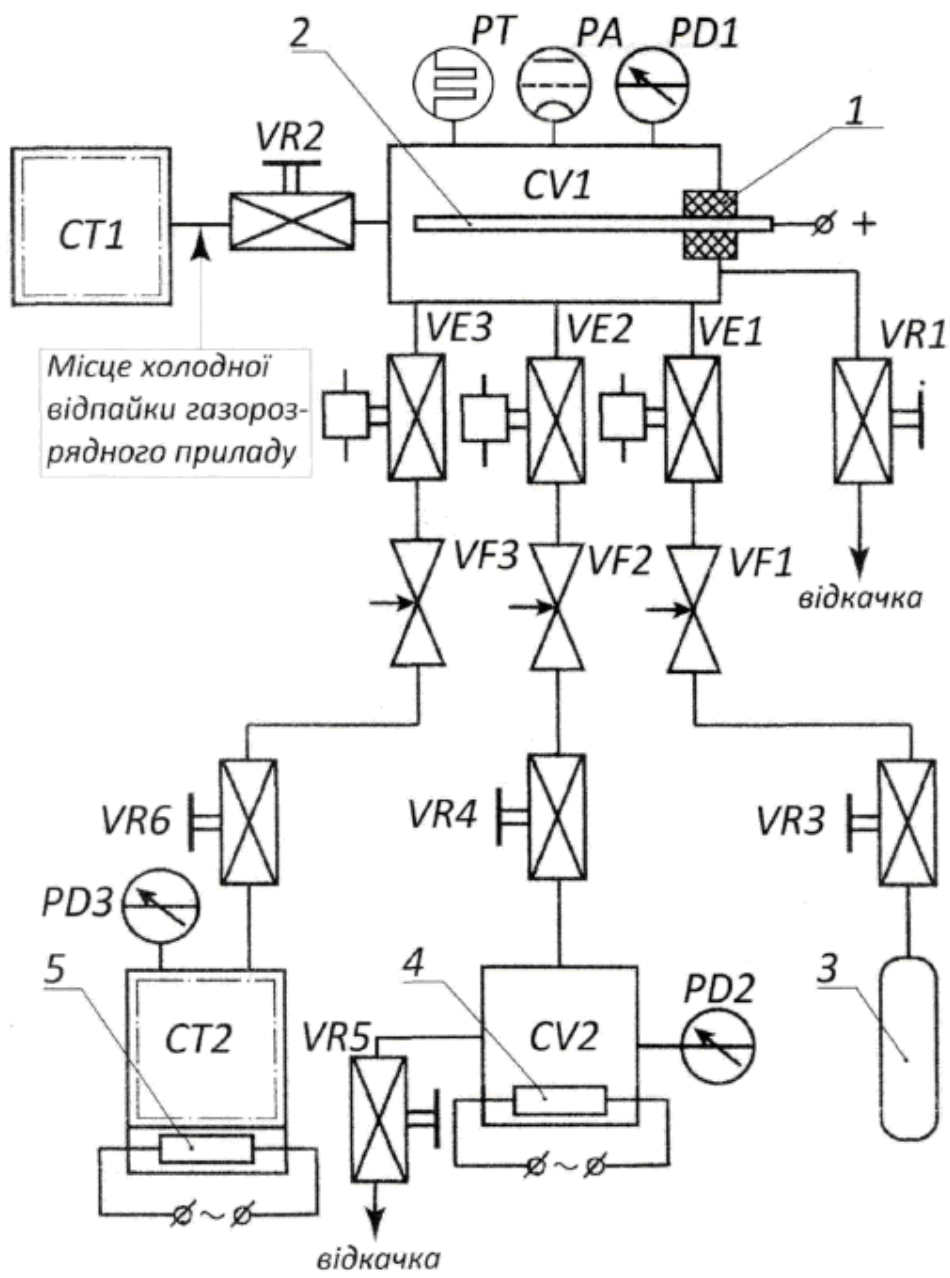 2
PT
PA
PD1
1
VR2
CT1
CV1
+
VE3
VE2
VE1
VR1
Місце холодної
відпайки газороз-
рядного приладу
VF3
VF2
VF1
відкачка
VR6
VR4
VR3
PD3
5
4
PD2
3
CT2
VR5
CV2
~
~
відкачка